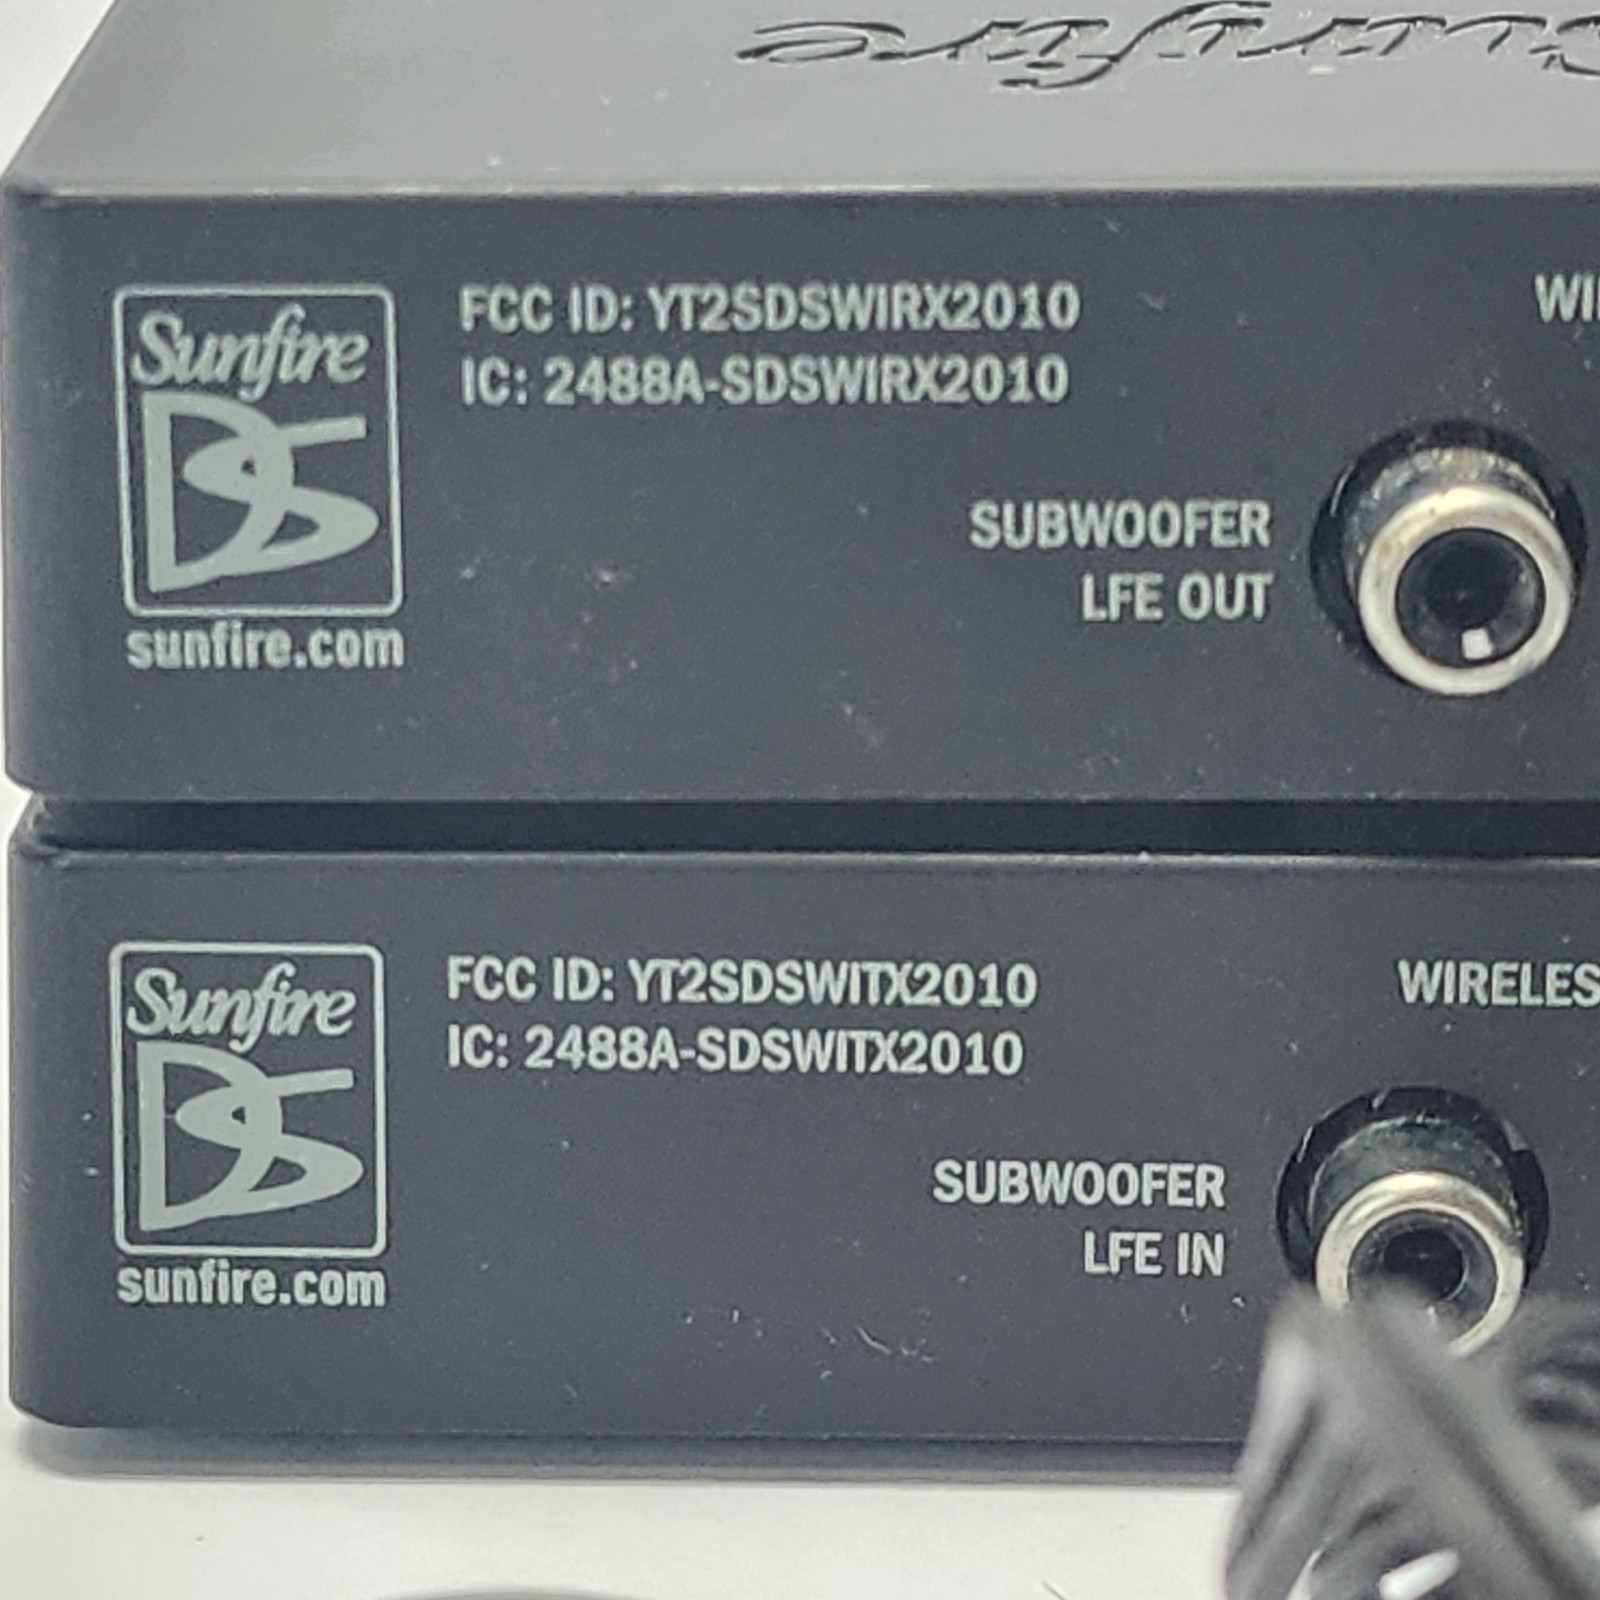 Sunfire
Sunfire
DS
sunfire.com
FCC ID: YT2SDSWIRX2010
IC: 2488A-SDSWIRX2010
SUBWOOFER
LFE OUT
Sunfire
DS
sunfire.com
FCC ID: YT2SDSWITX2010
IC: 2488A-SDSWITX2010
SUBWOOFER
LFE IN